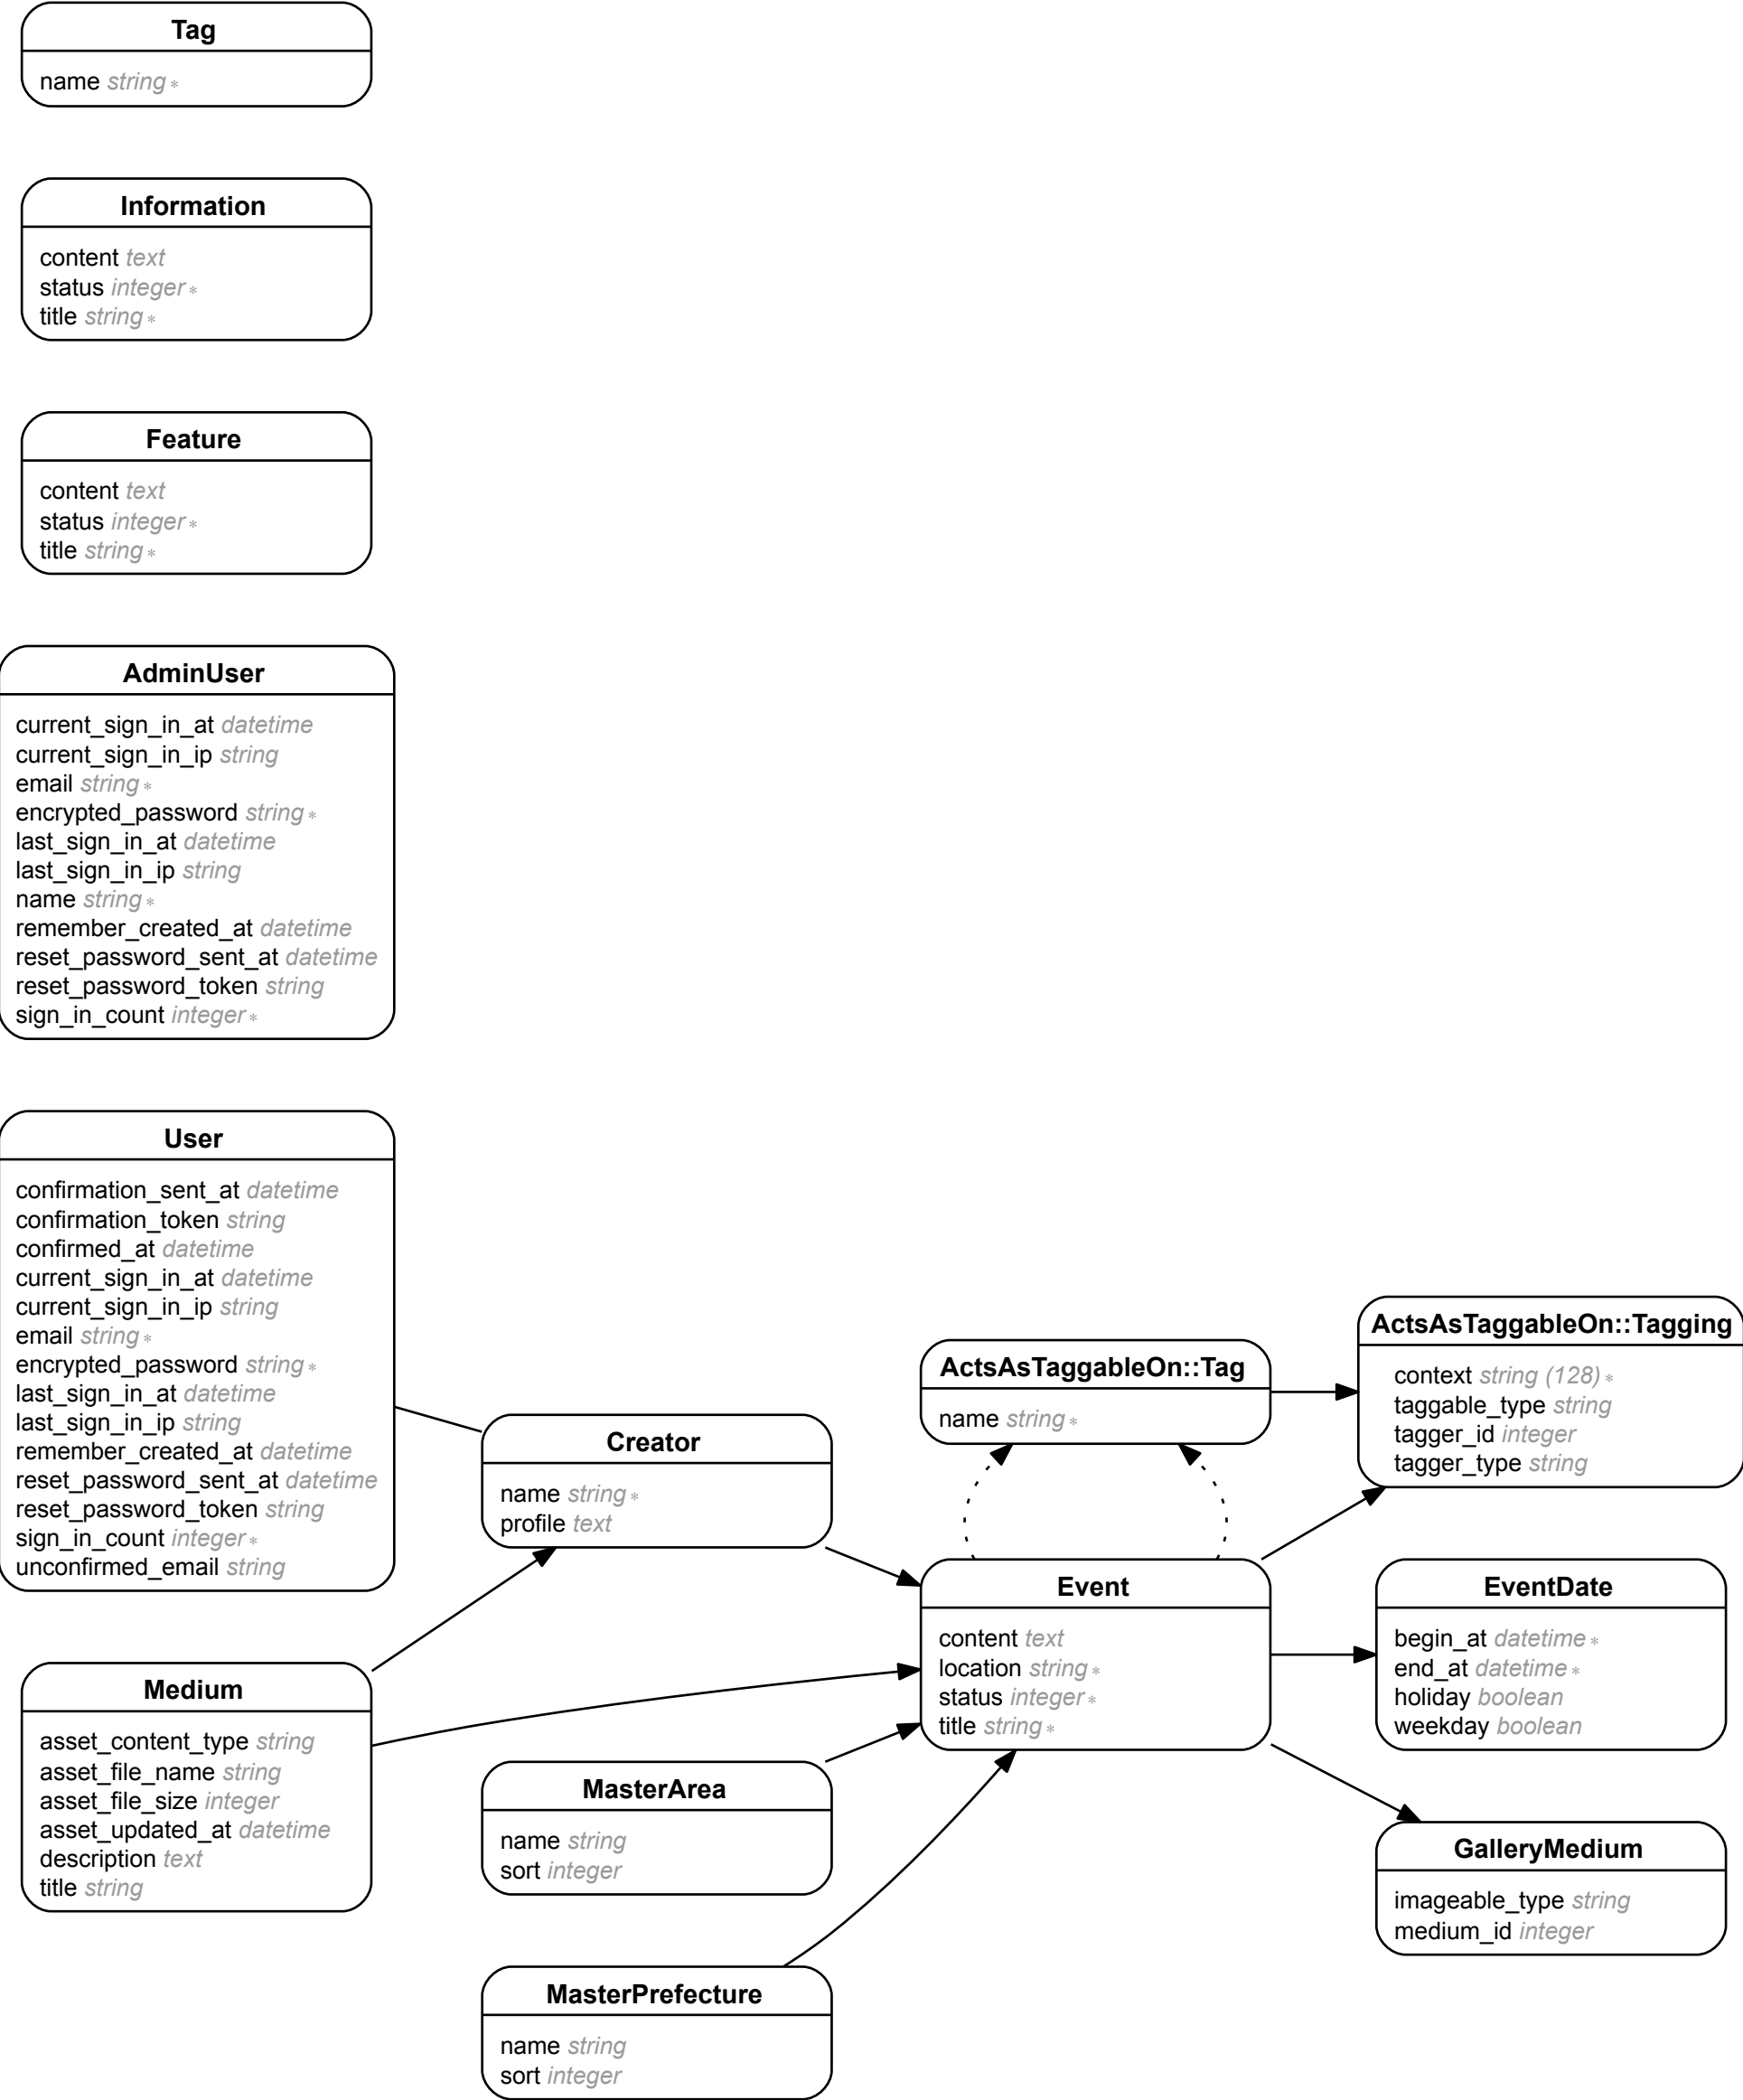 Tag
name string *
Information
content text
status integer *
title string *
Feature
content text
status integer *
title string *
AdminUser
current_sign_in_at datetime
current_sign_in_ip string
email string *
encrypted_password string *
last_sign_in_at datetime
last_sign_in_ip string
name string *
remember_created_at datetime
reset_password_sent_at datetime
reset_password_token string
sign_in_count integer *
User
confirmation_sent_at datetime
confirmation_token string
confirmed_at datetime
current_sign_in_at datetime
current_sign_in_ip string
email string *
encrypted_password string *
last_sign_in_at datetime
last_sign_in_ip string
remember_created_at datetime
reset_password_sent_at datetime
reset_password_token string
sign_in_count integer *
unconfirmed_email string
Medium
asset_content_type string
asset_file_name string
asset_file_size integer
asset_updated_at datetime
description text
title string
Creator
name string *
profile text
MasterArea
name string
sort integer
MasterPrefecture
name string
sort integer
ActsAsTaggableOn::Tag
name string *
Event
content text
location string *
status integer *
title string *
ActsAsTaggableOn::Tagging
context string (128) *
taggable_type string
tagger_id integer
tagger_type string
EventDate
begin_at datetime *
end_at datetime *
holiday boolean
weekday boolean
GalleryMedium
imageable_type string
medium_id integer